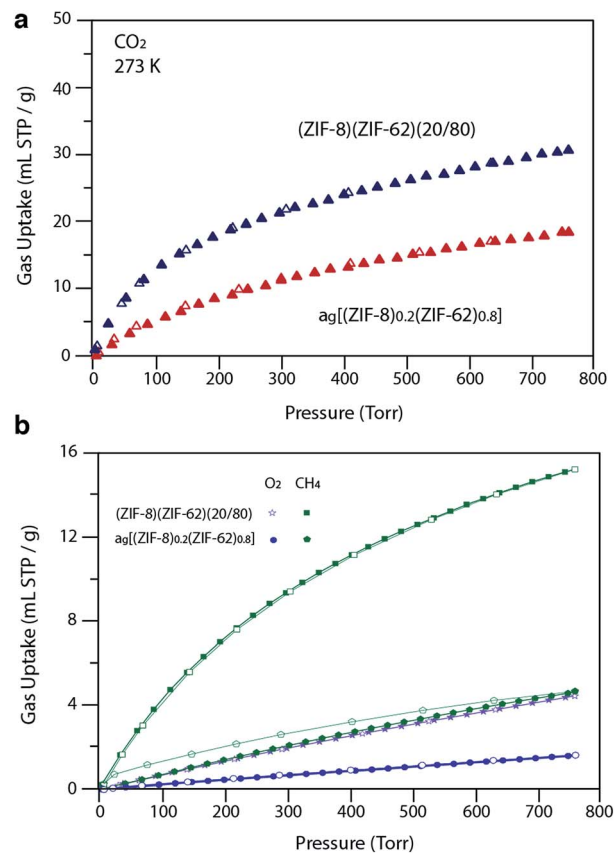 a
50
40
30
20
10
0
CO₂
273 K
(ZIF-8)(ZIF-62)(20/80)
ag[(ZIF-8)0.2(ZIF-62)0.8]
Gas Uptake (mL STP / g)
0 100 200 300 400 500 600 700 800
Pressure (Torr)
b
16
12
8
4
0
O₂ CH₄
(ZIF-8)(ZIF-62)(20/80)
ag[(ZIF-8)0.2(ZIF-62)0.8]
Gas Uptake (mL STP / g)
0 100 200 300 400 500 600 700 800
Pressure (Torr)